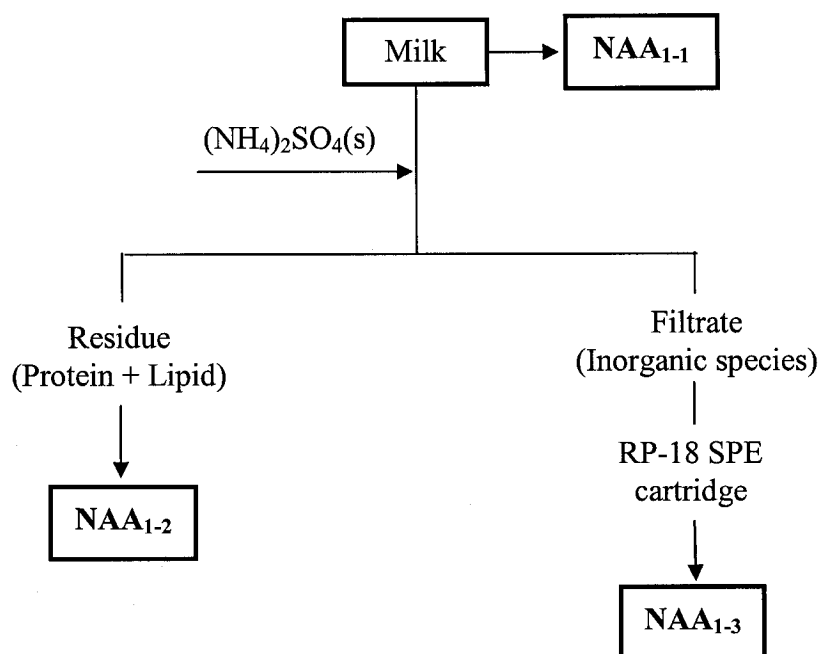 Milk
NAA₁₋₁
(NH₄)₂SO₄(s)
Residue
(Protein + Lipid)
Filtrate
(Inorganic species)
RP-18 SPE
cartridge
NAA₁₋₂
NAA₁₋₃